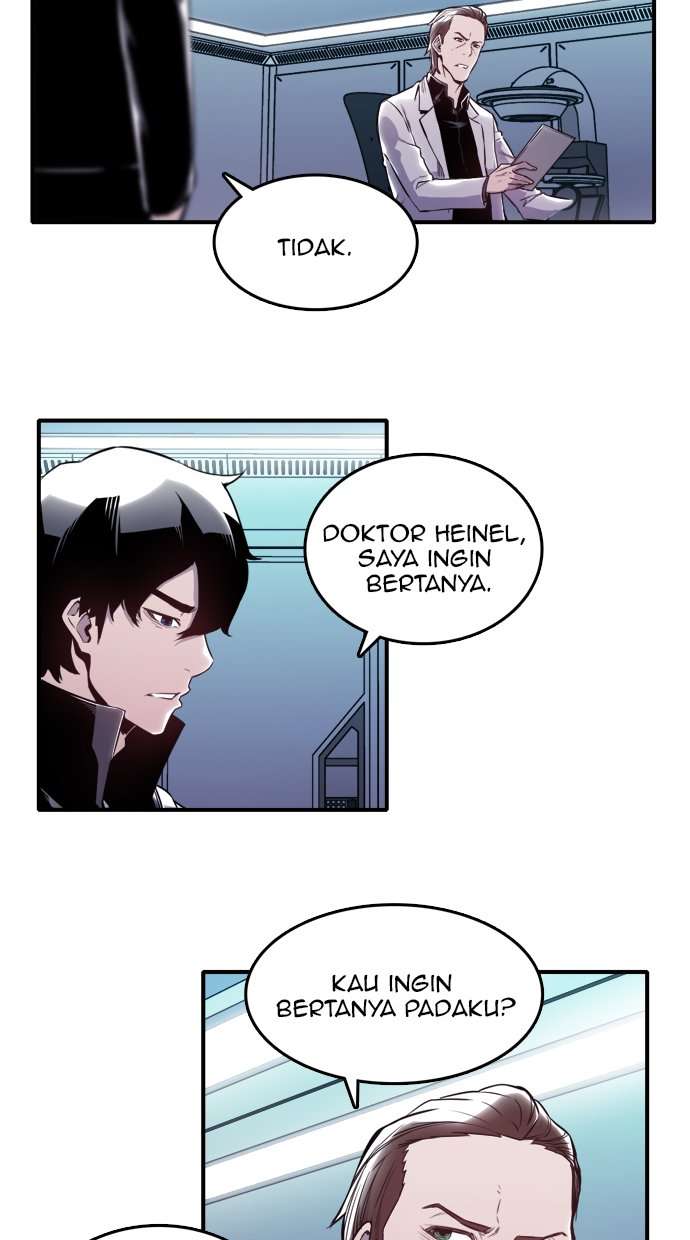 TIDAK.
DOKTOR HEINEL,
SAYA INGIN
BERTANYA.
KAU INGIN
BERTANYA PADAKU?